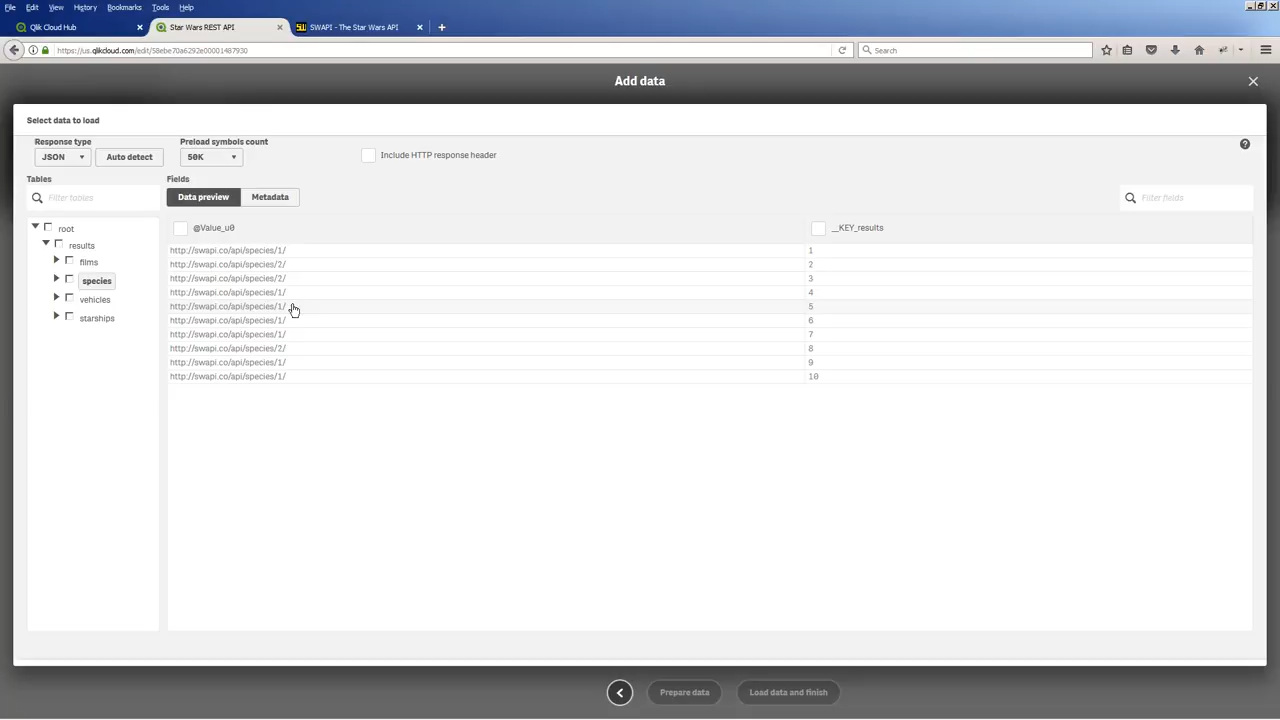 File Edit View History Bookmarks Tools Help
Qlik Cloud Hub Star Wars REST API SWAPI - The Star Wars API
https://us.qlikcloud.com/edit/58ebe70a6292e00001487930 Search
Add data
Select data to load
Response type Preload symbols count
JSON Auto detect 50K Include HTTP response header
Tables Fields
Filter tables Data preview Metadata Filter fields
root @Value_u0 __KEY_results
results
films
species
vehicles
starships
http://swapi.co/api/species/1/ 1
http://swapi.co/api/species/2/ 2
http://swapi.co/api/species/2/ 3
http://swapi.co/api/species/1/ 4
http://swapi.co/api/species/1/ 5
http://swapi.co/api/species/1/ 6
http://swapi.co/api/species/1/ 7
http://swapi.co/api/species/2/ 8
http://swapi.co/api/species/1/ 9
http://swapi.co/api/species/1/ 10
Prepare data Load data and finish